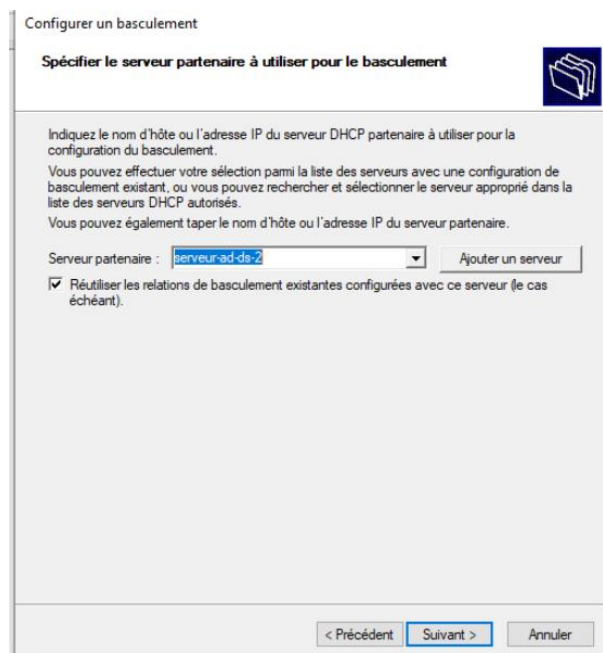 Configurer un basculement
Spécifier le serveur partenaire à utiliser pour le basculement
Indiquez le nom d'hôte ou l'adresse IP du serveur DHCP partenaire à utiliser pour la
configuration du basculement.
Vous pouvez effectuer votre sélection parmi la liste des serveurs avec une configuration de
basculement existant, ou vous pouvez rechercher et sélectionner le serveur approprié dans la
liste des serveurs DHCP autorisés.
Vous pouvez également taper le nom d'hôte ou l'adresse IP du serveur partenaire.
Serveur partenaire : serveur-ad-ds-2 Ajouter un serveur
Réutiliser les relations de basculement existantes configurées avec ce serveur (le cas
échéant).
< Précédent Suivant > Annuler